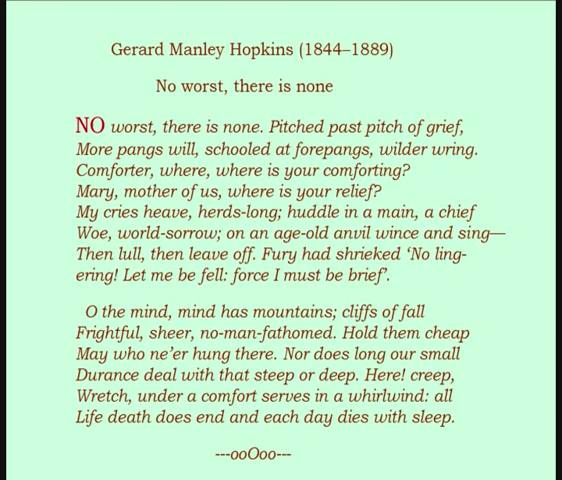 Gerard Manley Hopkins (1844–1889)
No worst, there is none
NO worst, there is none. Pitched past pitch of grief,
More pangs will, schooled at forepangs, wilder wring.
Comforter, where, where is your comforting?
Mary, mother of us, where is your relief?
My cries heave, herds-long; huddle in a main, a chief
Woe, world-sorrow; on an age-old anvil wince and sing—
Then lull, then leave off. Fury had shrieked ‘No ling-
ering! Let me be fell: force I must be brief’.
O the mind, mind has mountains; cliffs of fall
Frightful, sheer, no-man-fathomed. Hold them cheap
May who ne’er hung there. Nor does long our small
Durance deal with that steep or deep. Here! creep,
Wretch, under a comfort serves in a whirlwind: all
Life death does end and each day dies with sleep.
---ooOoo---